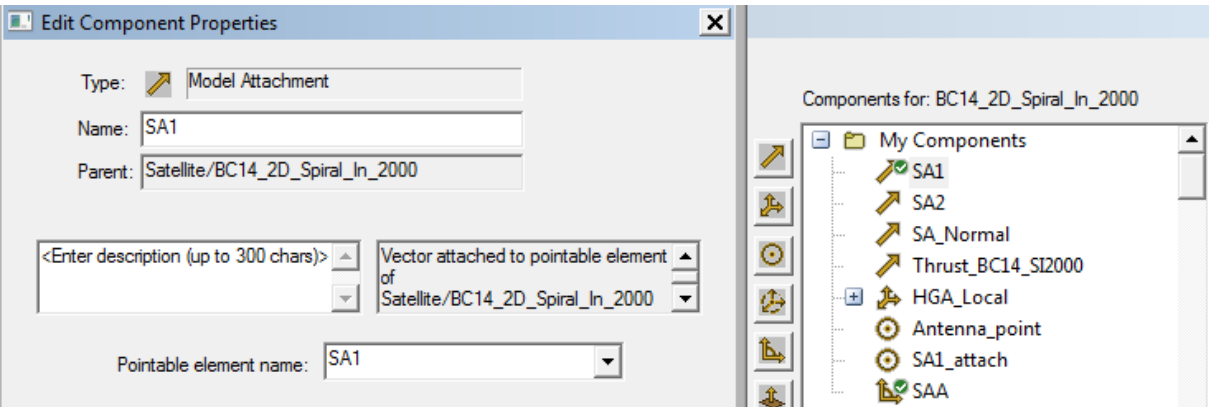 Edit Component Properties
Type: Model Attachment
Name: SA1
Parent: Satellite/BC14_2D_Spiral_In_2000
<Enter description (up to 300 chars)>
Vector attached to pointable element
of
Satellite/BC14_2D_Spiral_In_2000
Pointable element name: SA1
Components for: BC14_2D_Spiral_In_2000
My Components
SA1
SA2
SA_Normal
Thrust_BC14_SI2000
HGA_Local
Antenna_point
SA1_attach
SAA